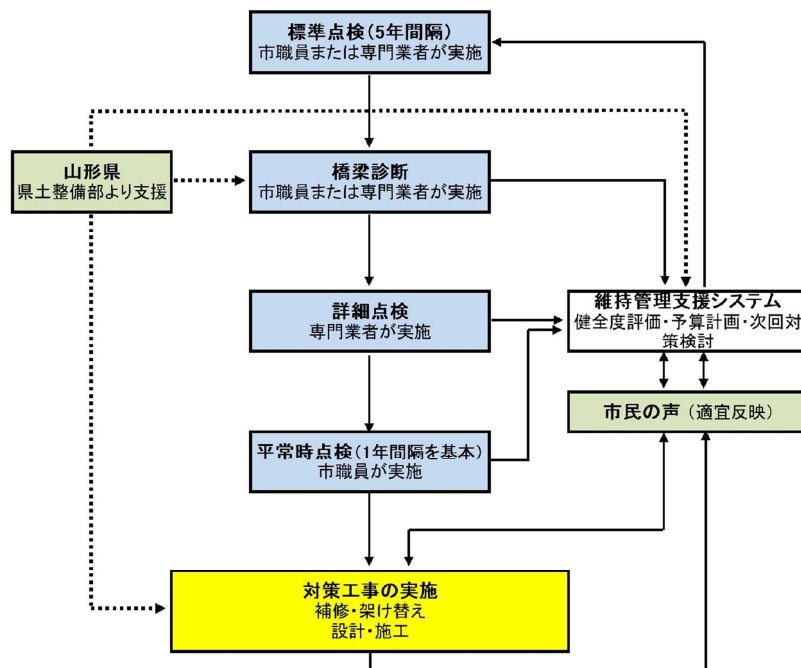 標準点検(5年間隔)
市職員または専門業者が実施
山形県
県土整備部より支援
橋梁診断
市職員または専門業者が実施
詳細点検
専門業者が実施
維持管理支援システム
健全度評価・予算計画・次回対
策検討
市民の声 (適宜反映)
平常時点検(1年間隔を基本)
市職員が実施
対策工事の実施
補修・架け替え
設計・施工